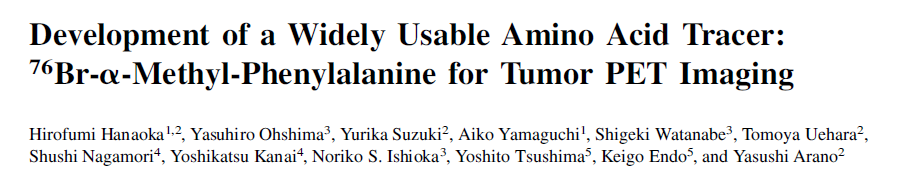 Development of a Widely Usable Amino Acid Tracer:
⁷⁶Br-α-Methyl-Phenylalanine for Tumor PET Imaging
Hirofumi Hanaoka¹,², Yasuhiro Ohshima³, Yurika Suzuki², Aiko Yamaguchi¹, Shigeki Watanabe³, Tomoya Uehara²,
Shushi Nagamori⁴, Yoshikatsu Kanai⁴, Noriko S. Ishioka³, Yoshito Tsushima⁵, Keigo Endo⁵, and Yasushi Arano²